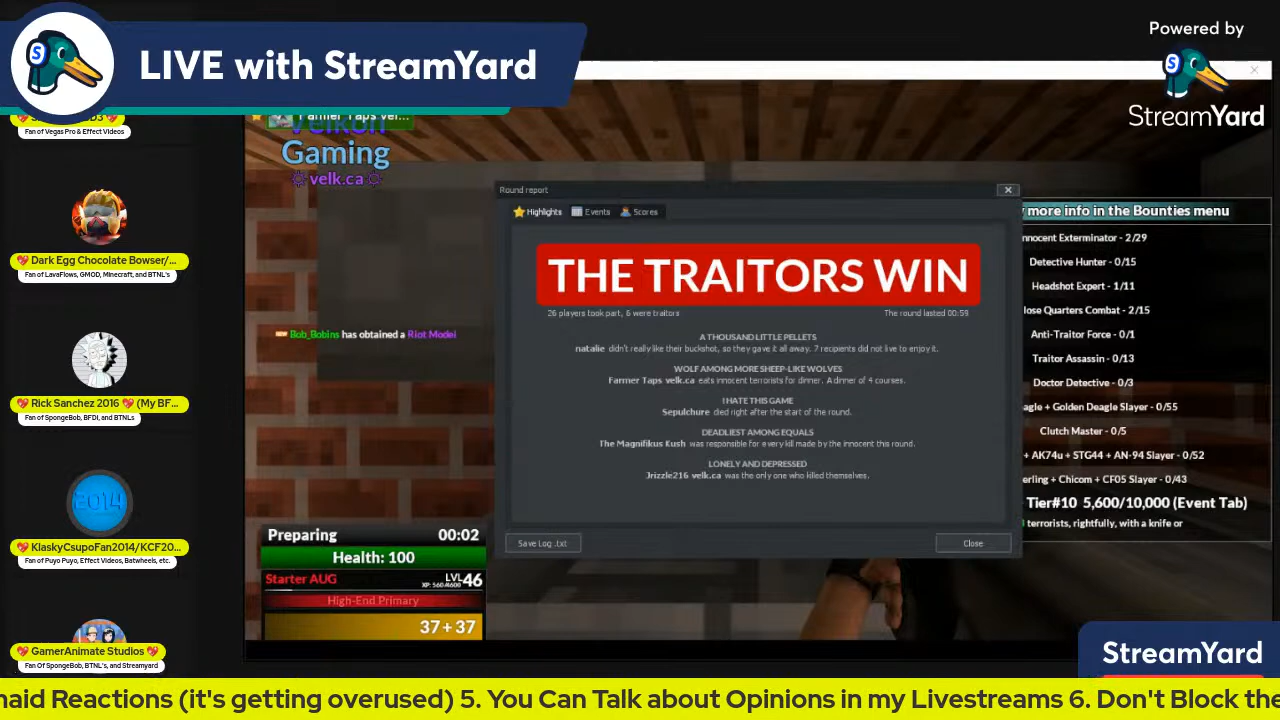 LIVE with StreamYard
Powered by
StreamYard
Fan of Vegas Pro & Effect Videos
Dark Egg Chocolate Bowser/...
Fan of LavaFlows, GMOD, Minecraft, and BTNL's
Rick Sanchez 2016 💖 (My BF...
Fan of SpongeBob, BFDI, and BTNLs
2014
KlaskyCsupoFan2014/KCF20...
Fan of Puyo Puyo, Effect Videos, Batwheels, etc.
GamerAnimate Studios
Fan Of SpongeBob, BTNL's, and Streamyard
Farmer Taps ver...
Velkon
Gaming
velk.ca
Bob_Bobins has obtained a Riot Model
Round report
Highlights
Events
Scores
THE TRAITORS WIN
26 players took part, 6 were traitors
The round lasted 00:59
A THOUSAND LITTLE PELLETS
natalie didn't really like their buckshot, so they gave it all away. 7 recipients did not live to enjoy it.
WOLF AMONG MORE SHEEP-LIKE WOLVES
Farmer Taps velk.ca eats innocent terrorists for dinner. A dinner of 4 courses.
I HATE THIS GAME
Sepulchure died right after the start of the round.
DEADLIEST AMONG EQUALS
The Magnifikus Kush was responsible for every kill made by the innocent this round.
LONELY AND DEPRESSED
Jrizzle216 velk.ca was the only one who killed themselves.
Save Log .txt
Close
more info in the Bounties menu
nnocent Exterminator - 2/29
Detective Hunter - 0/15
Headshot Expert - 1/11
lose Quarters Combat - 2/15
Anti-Traitor Force - 0/1
Traitor Assassin - 0/13
Doctor Detective - 0/3
agle + Golden Deagle Slayer - 0/55
Clutch Master - 0/5
+ AK74u + STG44 + AN-94 Slayer - 0/52
erling + Chicom + CF05 Slayer - 0/43
Tier#10 5,600/10,000 (Event Tab)
terrorists, rightfully, with a knife or
Preparing 00:02
Health: 100
Starter AUG
LVL 46
High-End Primary
37 + 37
StreamYard
naid Reactions (it's getting overused) 5. You Can Talk about Opinions in my Livestreams 6. Don't Block the